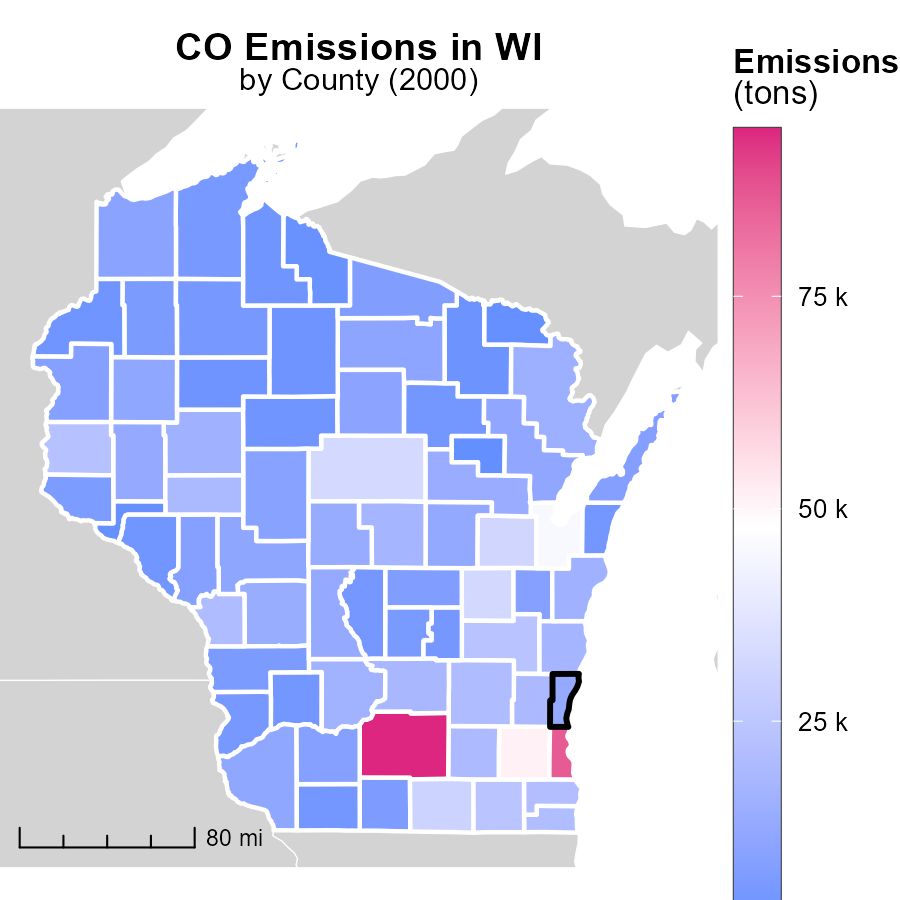 CO Emissions in WI
by County (2000)
Emissions
(tons)
75 k
50 k
25 k
80 mi